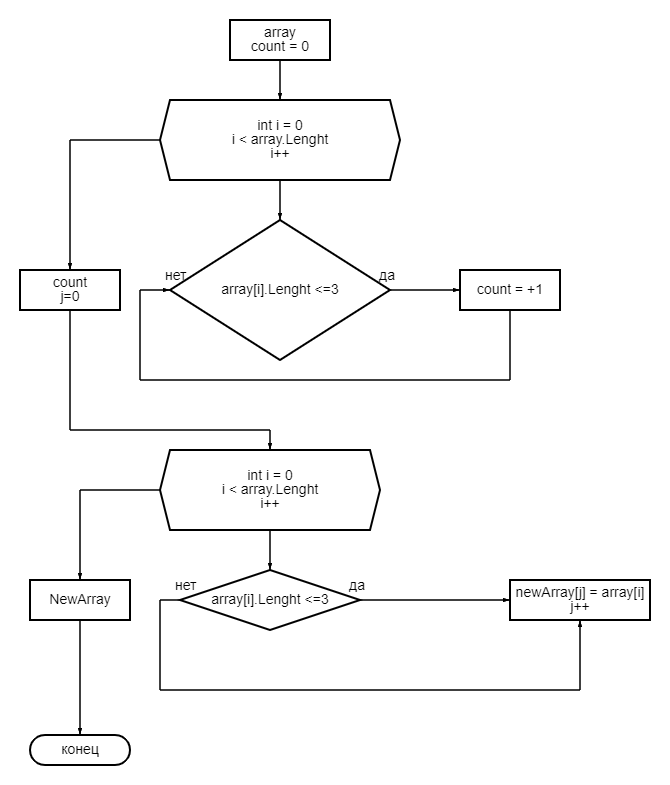 array
count = 0
int i = 0
i < array.Lenght
i++
нет
да
array[i].Lenght <=3
count = +1
count
j=0
int i = 0
i < array.Lenght
i++
нет
да
array[i].Lenght <=3
newArray[j] = array[i]
j++
NewArray
конец